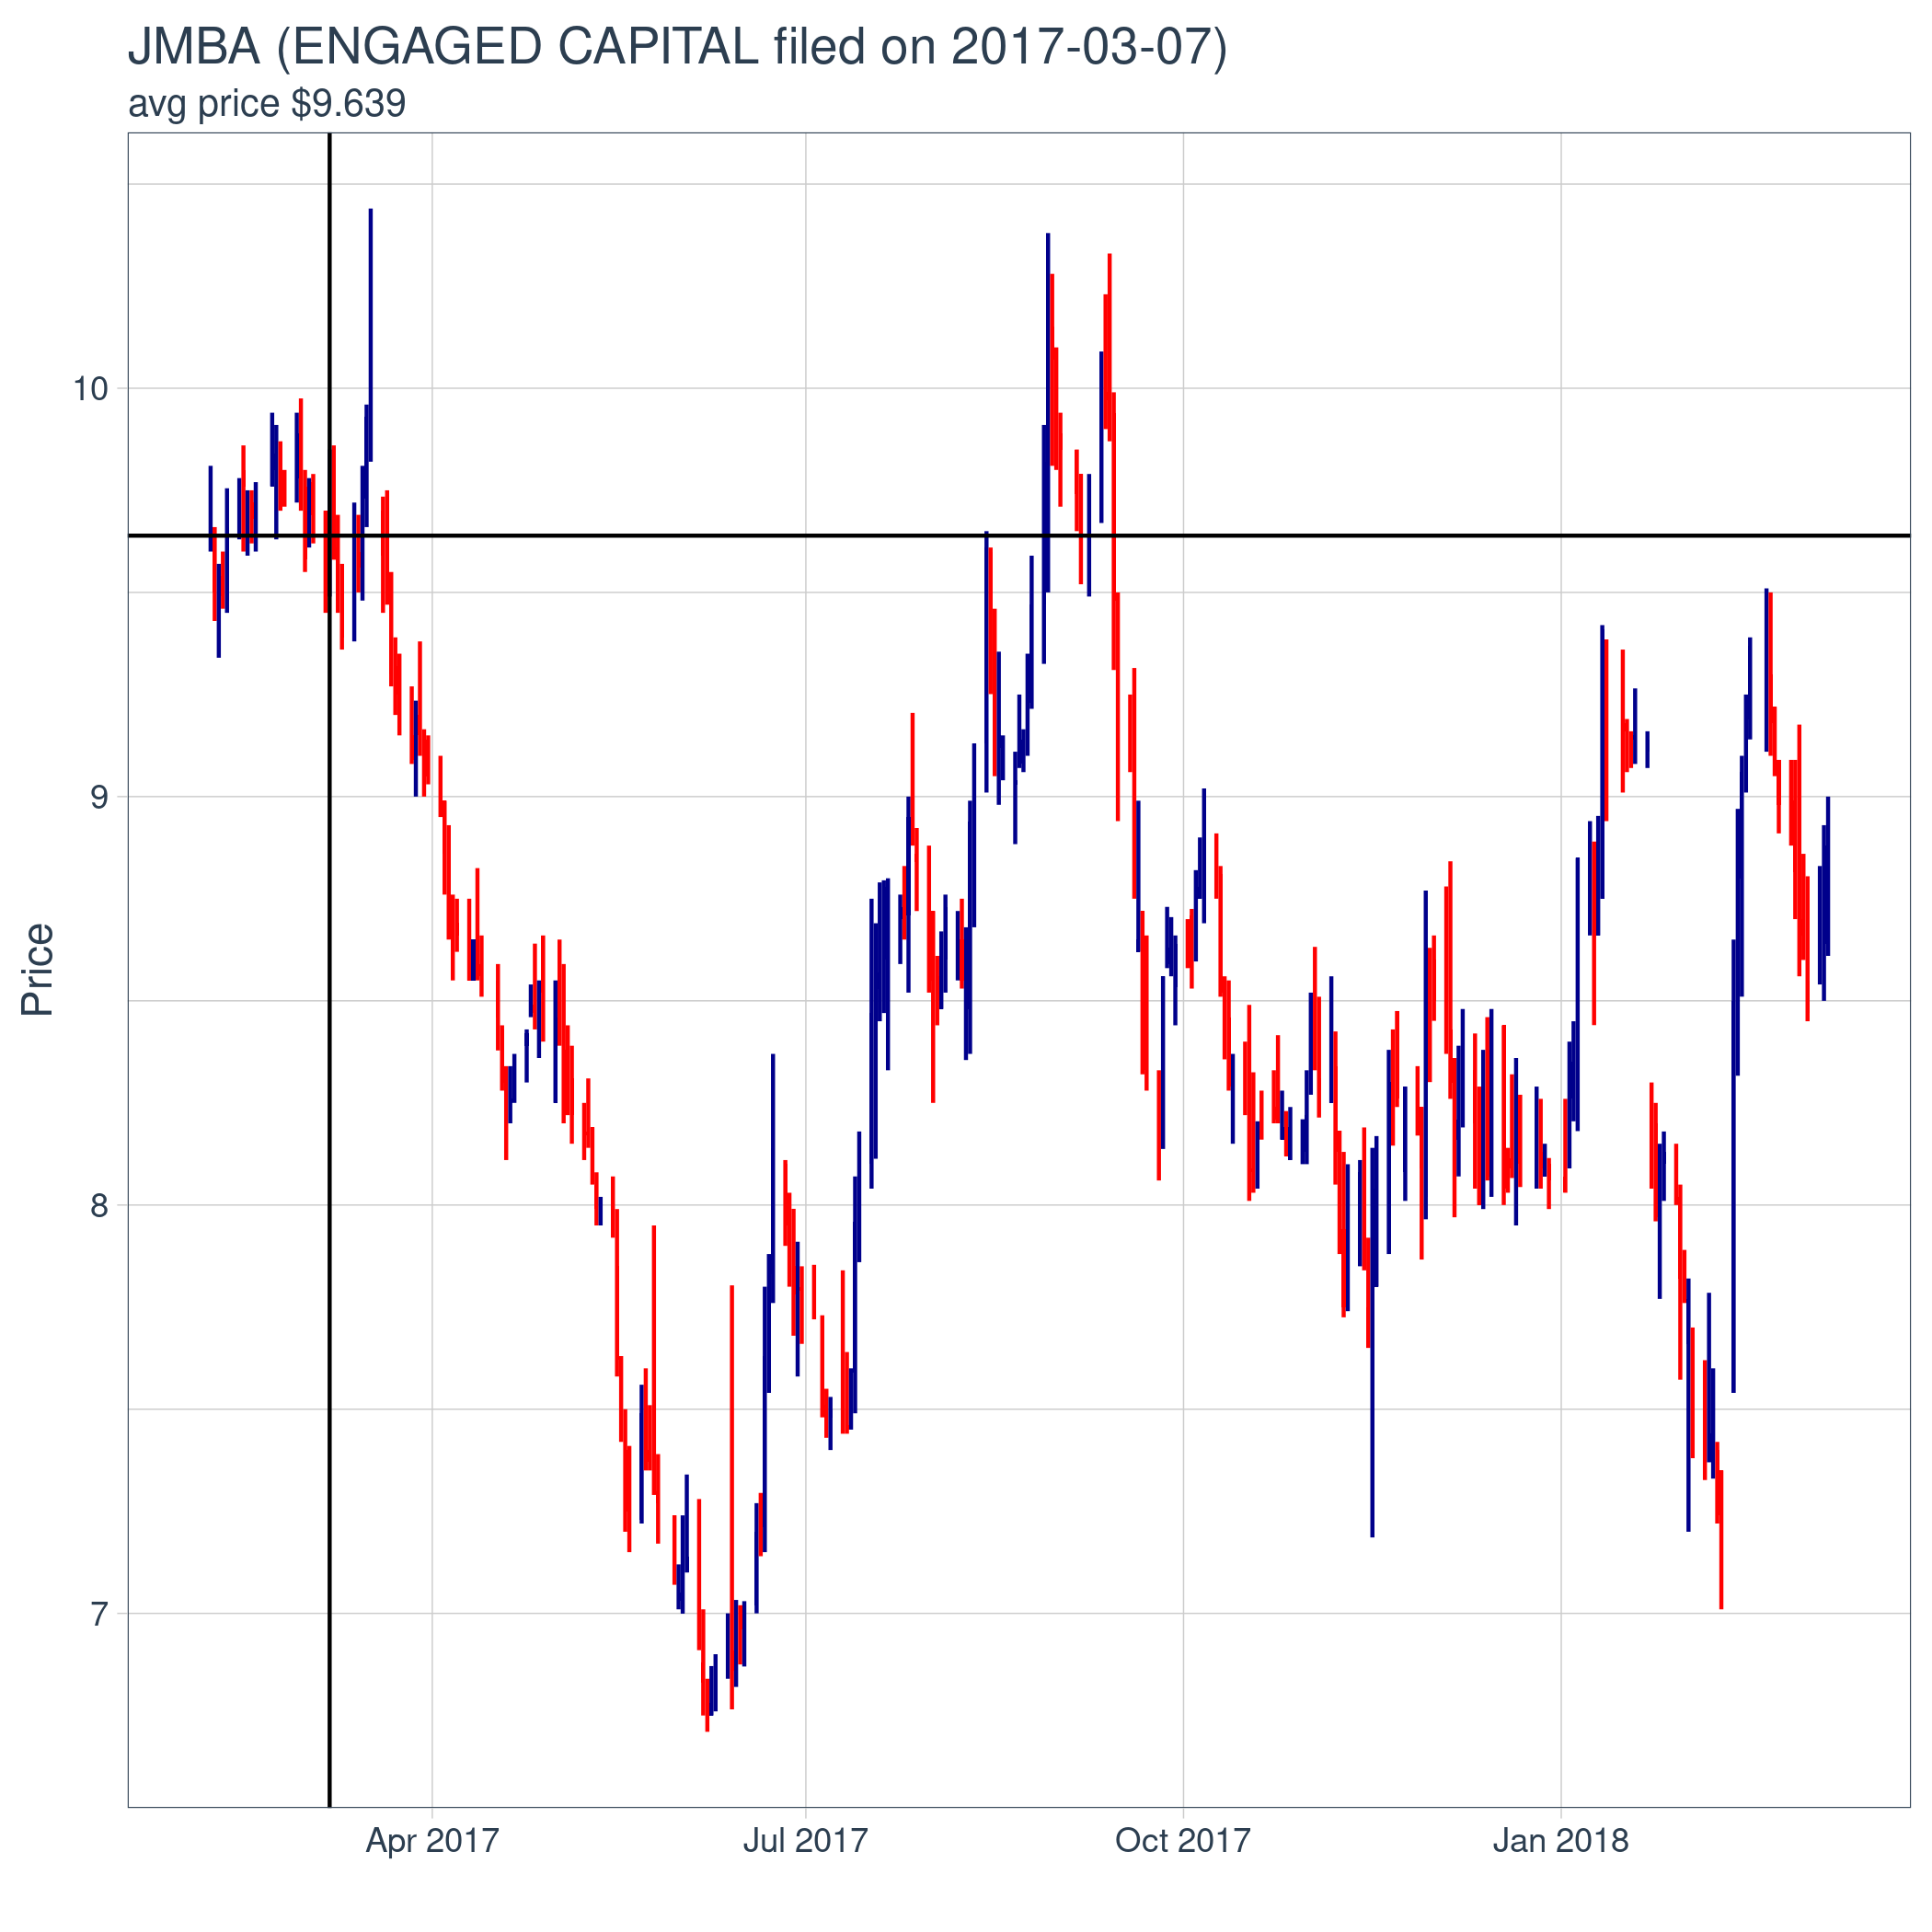 JMBA (ENGAGED CAPITAL filed on 2017-03-07)
avg price $9.639
Price
10
9
8
7
Apr 2017
Jul 2017
Oct 2017
Jan 2018